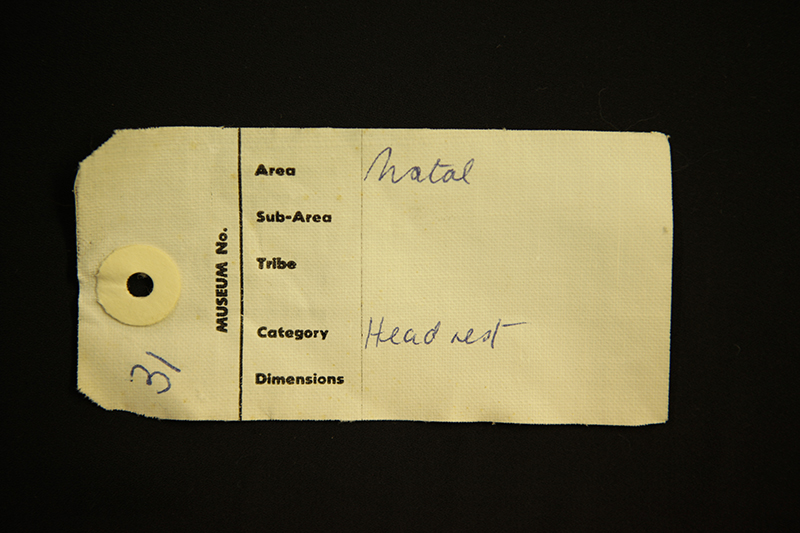 MUSEUM No.
31
Area Natal
Sub-Area
Tribe
Category Head rest
Dimensions